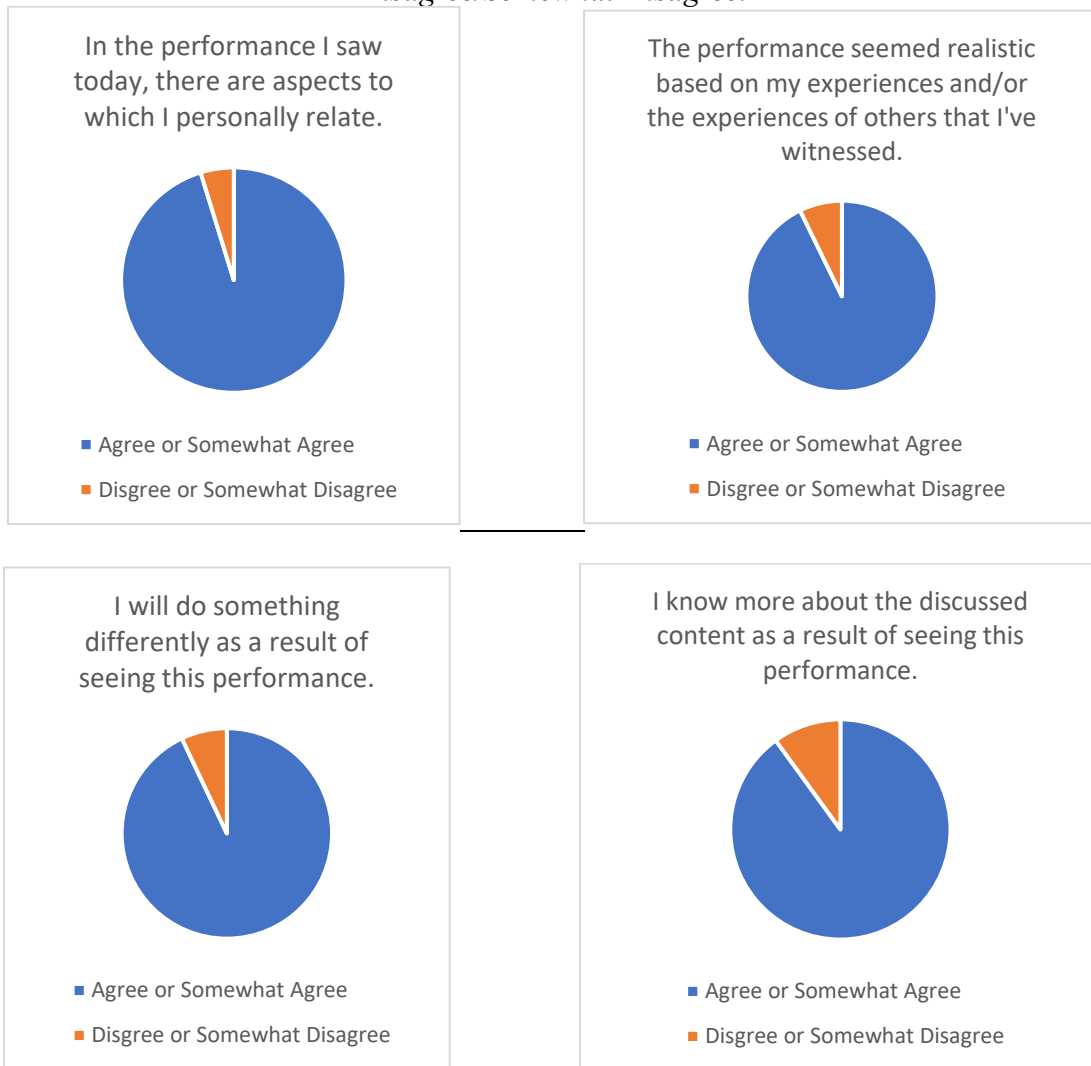 In the performance I saw
today, there are aspects to
which I personally relate.
■ Agree or Somewhat Agree
■ Disgree or Somewhat Disagree
The performance seemed realistic
based on my experiences and/or
the experiences of others that I've
witnessed.
■ Agree or Somewhat Agree
■ Disgree or Somewhat Disagree
I will do something
differently as a result of
seeing this performance.
■ Agree or Somewhat Agree
■ Disgree or Somewhat Disagree
I know more about the discussed
content as a result of seeing this
performance.
■ Agree or Somewhat Agree
■ Disgree or Somewhat Disagree